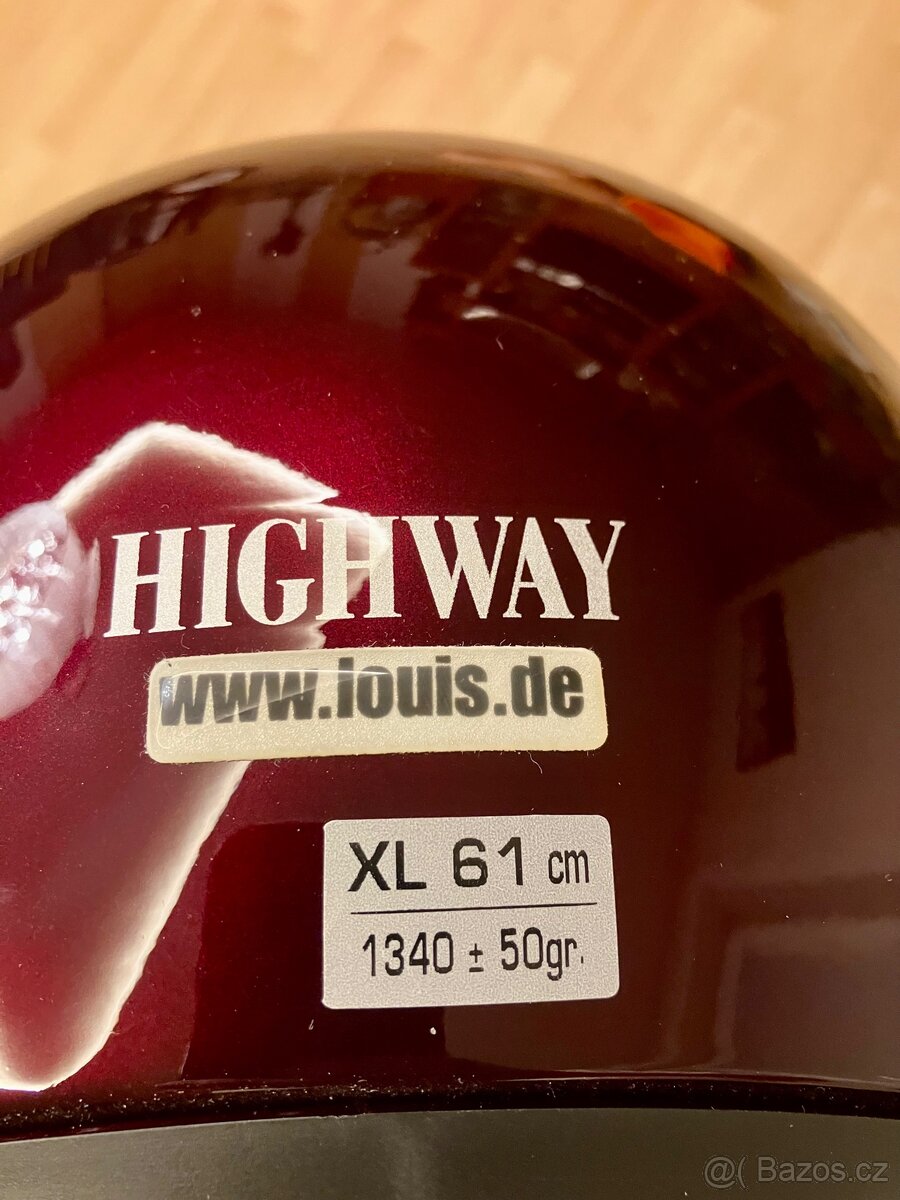 HIGHWAY
www.louis.de
XL 61 cm
1340 ± 50gr.
@( Bazos.cz